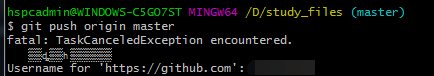 hspcadmin@WINDOWS-C5GO7ST MINGW64 /D/study_files (master)
$ git push origin master
fatal: TaskCanceledException encountered.
Username for 'https://github.com':